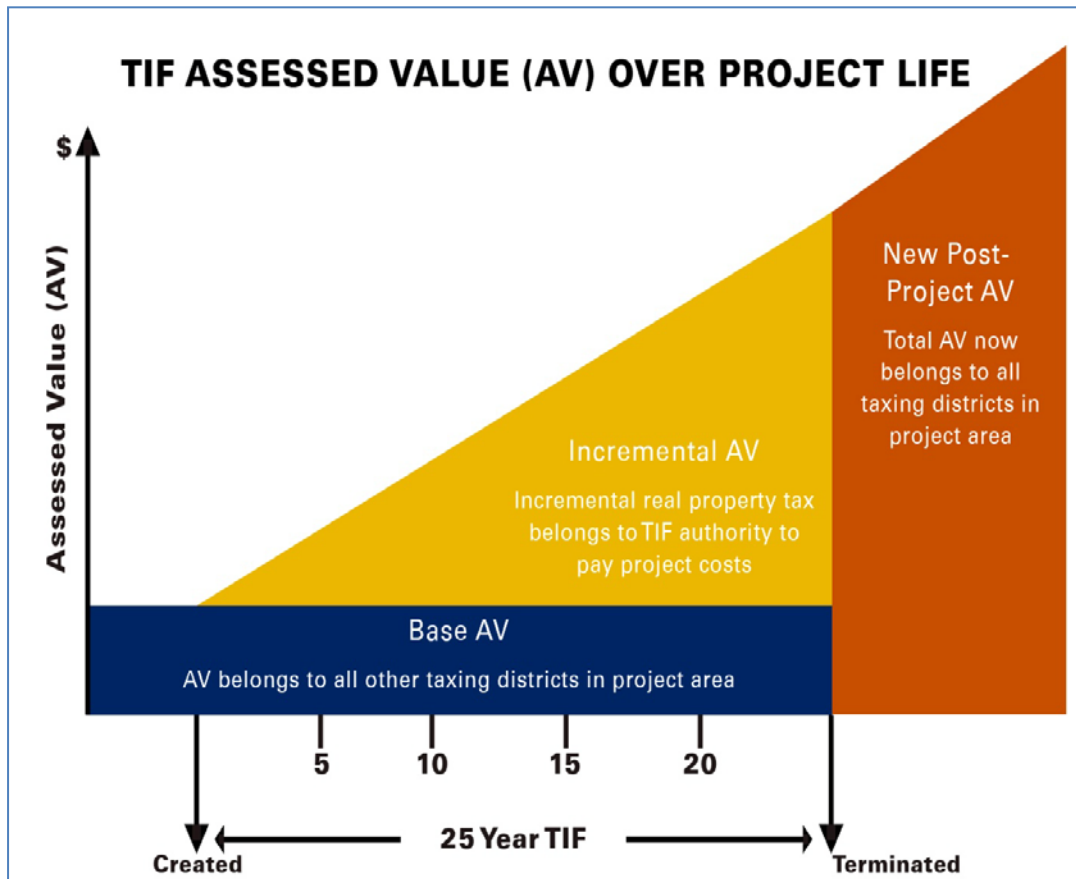 TIF ASSESSED VALUE (AV) OVER PROJECT LIFE
$
Assessed Value (AV)
New Post-
Project AV
Total AV now
belongs to all
taxing districts in
project area
Incremental AV
Incremental real property tax
belongs to TIF authority to
pay project costs
Base AV
AV belongs to all other taxing districts in project area
5 10 15 20
25 Year TIF
Created Terminated